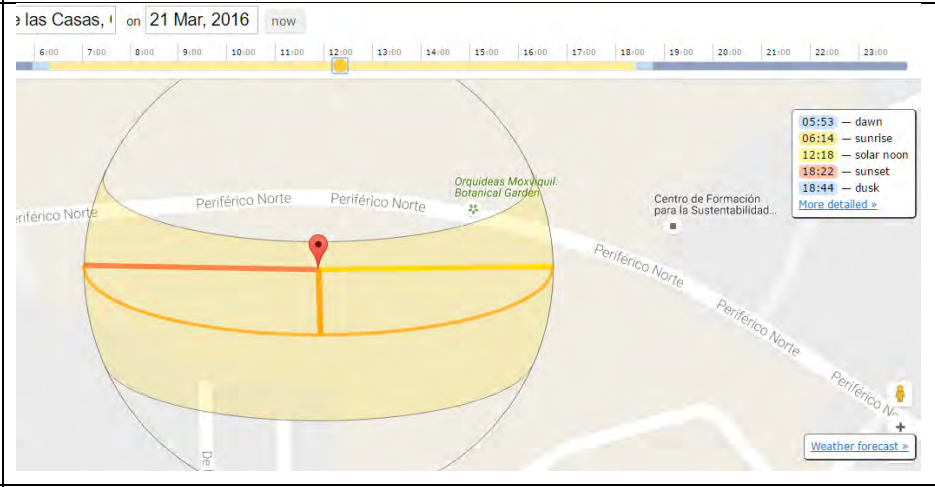 e las Casas, on 21 Mar, 2016 now
6:00 7:00 8:00 9:00 10:00 11:00 12:00 13:00 14:00 15:00 16:00 17:00 18:00 19:00 20:00 21:00 22:00 23:00
05:53 — dawn
06:14 — sunrise
12:18 — solar noon
18:22 — sunset
18:44 — dusk
More detailed »
Orquideas Moxviquil:
Botanical Garden
Centro de Formación
para la Sustentabilidad...
Periférico Norte
Periférico Norte
eriférico Norte
Periférico Norte
Periférico Norte
Periférico N
+
Weather forecast »
De